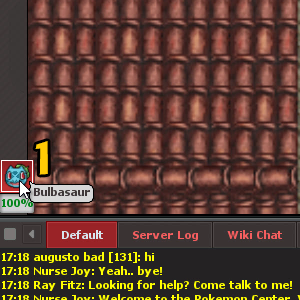 1
Bulbasaur
100%
Default Server Log Wiki Chat
17:18 augusto bad [131]: hi
17:18 Nurse Joy: Yeah.. bye!
17:18 Ray Fitz: Looking for help? Come talk to me!
17:18 Nurse Joy: Welcome to the Pokemon Center